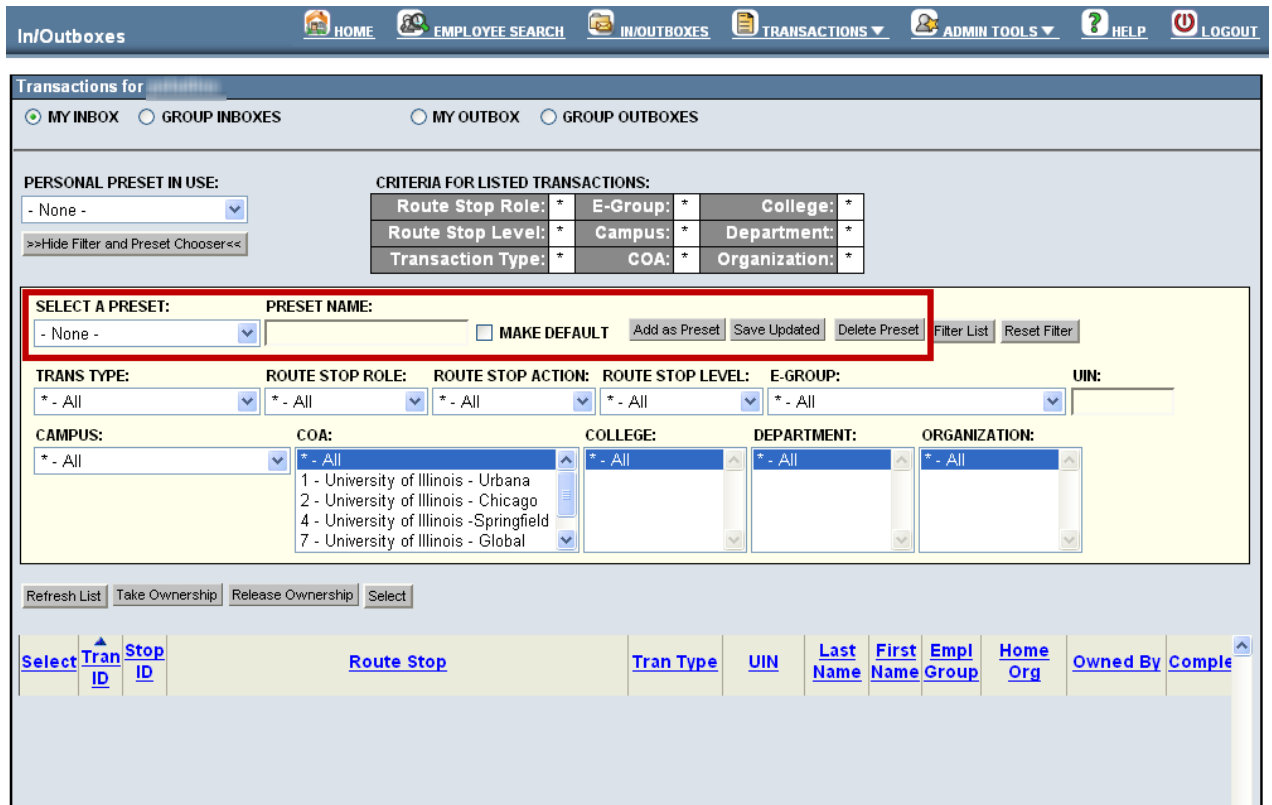 In/Outboxes HOME EMPLOYEE SEARCH IN/OUTBOXES TRANSACTIONS ADMIN TOOLS HELP LOGOUT
Transactions for
MY INBOX GROUP INBOXES MY OUTBOX GROUP OUTBOXES
PERSONAL PRESET IN USE: CRITERIA FOR LISTED TRANSACTIONS:
- None - Route Stop Role: * E-Group: * College: *
>>Hide Filter and Preset Chooser<< Route Stop Level: * Campus: * Department: *
Transaction Type: * COA: * Organization: *
SELECT A PRESET: PRESET NAME:
- None - MAKE DEFAULT Add as Preset Save Updated Delete Preset Filter List Reset Filter
TRANS TYPE: ROUTE STOP ROLE: ROUTE STOP ACTION: ROUTE STOP LEVEL: E-GROUP: UIN:
* - All * - All * - All * - All * - All
CAMPUS: COA: COLLEGE: DEPARTMENT: ORGANIZATION:
* - All * - All * - All * - All * - All
1 - University of Illinois - Urbana
2 - University of Illinois - Chicago
4 - University of Illinois -Springfield
7 - University of Illinois - Global
Refresh List Take Ownership Release Ownership Select
Select Tran ID Stop ID Route Stop Tran Type UIN Last Name First Name Empl Group Home Org Owned By Comple